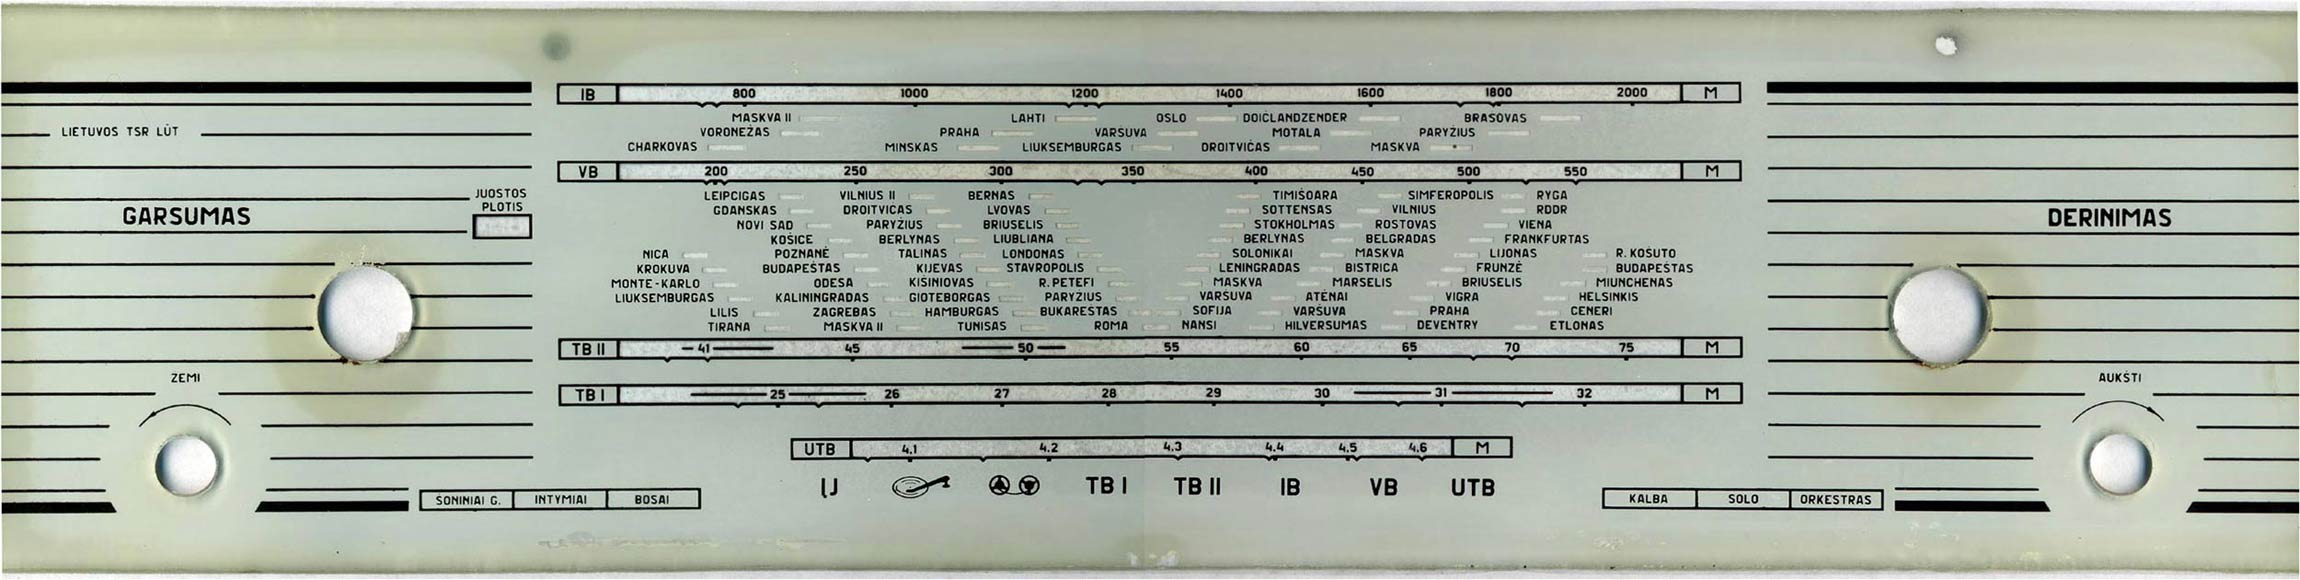 IB 800 1000 1200 1400 1600 1800 2000 M
MASKVA II LAHTI OSLO DOIČLANDZENDER BRAŠOVAS
LIETUVOS TSR LŪT VORONEŽAS PRAHA VARŠUVA MOTALA PARYŽIUS
CHARKOVAS MINSKAS LIUKSEMBURGAS DROITVIČAS MASKVA
VB 200 250 300 350 400 450 500 550 M
JUOSTOS
PLOTIS
GARSUMAS
LEIPCIGAS VILNIUS II BERNAS TIMIŠOARA SIMFEROPOLIS RYGA
GDANSKAS DROITVIČAS LVOVAS SOTTENSAS VILNIUS RDDR
NOVI SAD PARYŽIUS BRIUSELIS STOKHOLMAS ROSTOVAS VIENA
KOŠICE BERLYNAS LIUBLIANA BERLYNAS BELGRADAS FRANKFURTAS
NICA POZNANĖ TALINAS LONDONAS SOLONIKAI MASKVA LIJONAS R. KOŠUTO
KROKUVA BUDAPEŠTAS KIJEVAS STAVROPOLIS LENINGRADAS BISTRICA FRUNZĖ BUDAPEŠTAS
MONTE-KARLO ODESA KIŠINIOVAS R. PETEFI MASKVA MARSELIS BRIUSELIS MIUNCHENAS
LIUKSEMBURGAS KALININGRADAS GIOTEBORGAS PARYŽIUS VARŠUVA ATĖNAI VIGRA HELSINKIS
LILIS ZAGREBAS HAMBURGAS BUKAREŠTAS SOFIJA VARŠUVA PRAHA ČENERI
TIRANA MASKVA II TUNISAS ROMA NANSI HILVERSUMAS DEVENTRY ETLONAS
DERINIMAS
TB II 41 45 50 55 60 65 70 75 M
ŽEMI
TB I 25 26 27 28 29 30 31 32 M
AUKŠTI
UTB 4.1 4.2 4.3 4.4 4.5 4.6 M
ĮJ TB I TB II IB VB UTB
ŠONINIAI G. INTYMIAI BOSAI
KALBA SOLO ORKESTRAS